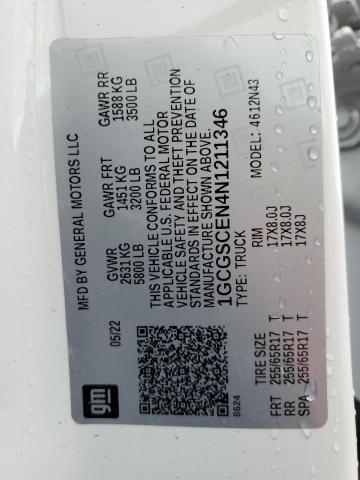 MFD BY GENERAL MOTORS LLC
05/22
GVWR
2631 KG
5800 LB
GAWR FRT
1451 KG
3200 LB
GAWR RR
1588 KG
3500 LB
THIS VEHICLE CONFORMS TO ALL
APPLICABLE U.S. FEDERAL MOTOR
VEHICLE SAFETY AND THEFT PREVENTION
STANDARDS IN EFFECT ON THE DATE OF
MANUFACTURE SHOWN ABOVE.
1GCGSCEN4N1211346
TYPE: TRUCK
MODEL: 4612N43
gm
8624
TIRE SIZE RIM
FRT 255/65R17 T 17X8.0J
RR 255/65R17 T 17X8.0J
SPA 255/65R17 T 17X8J